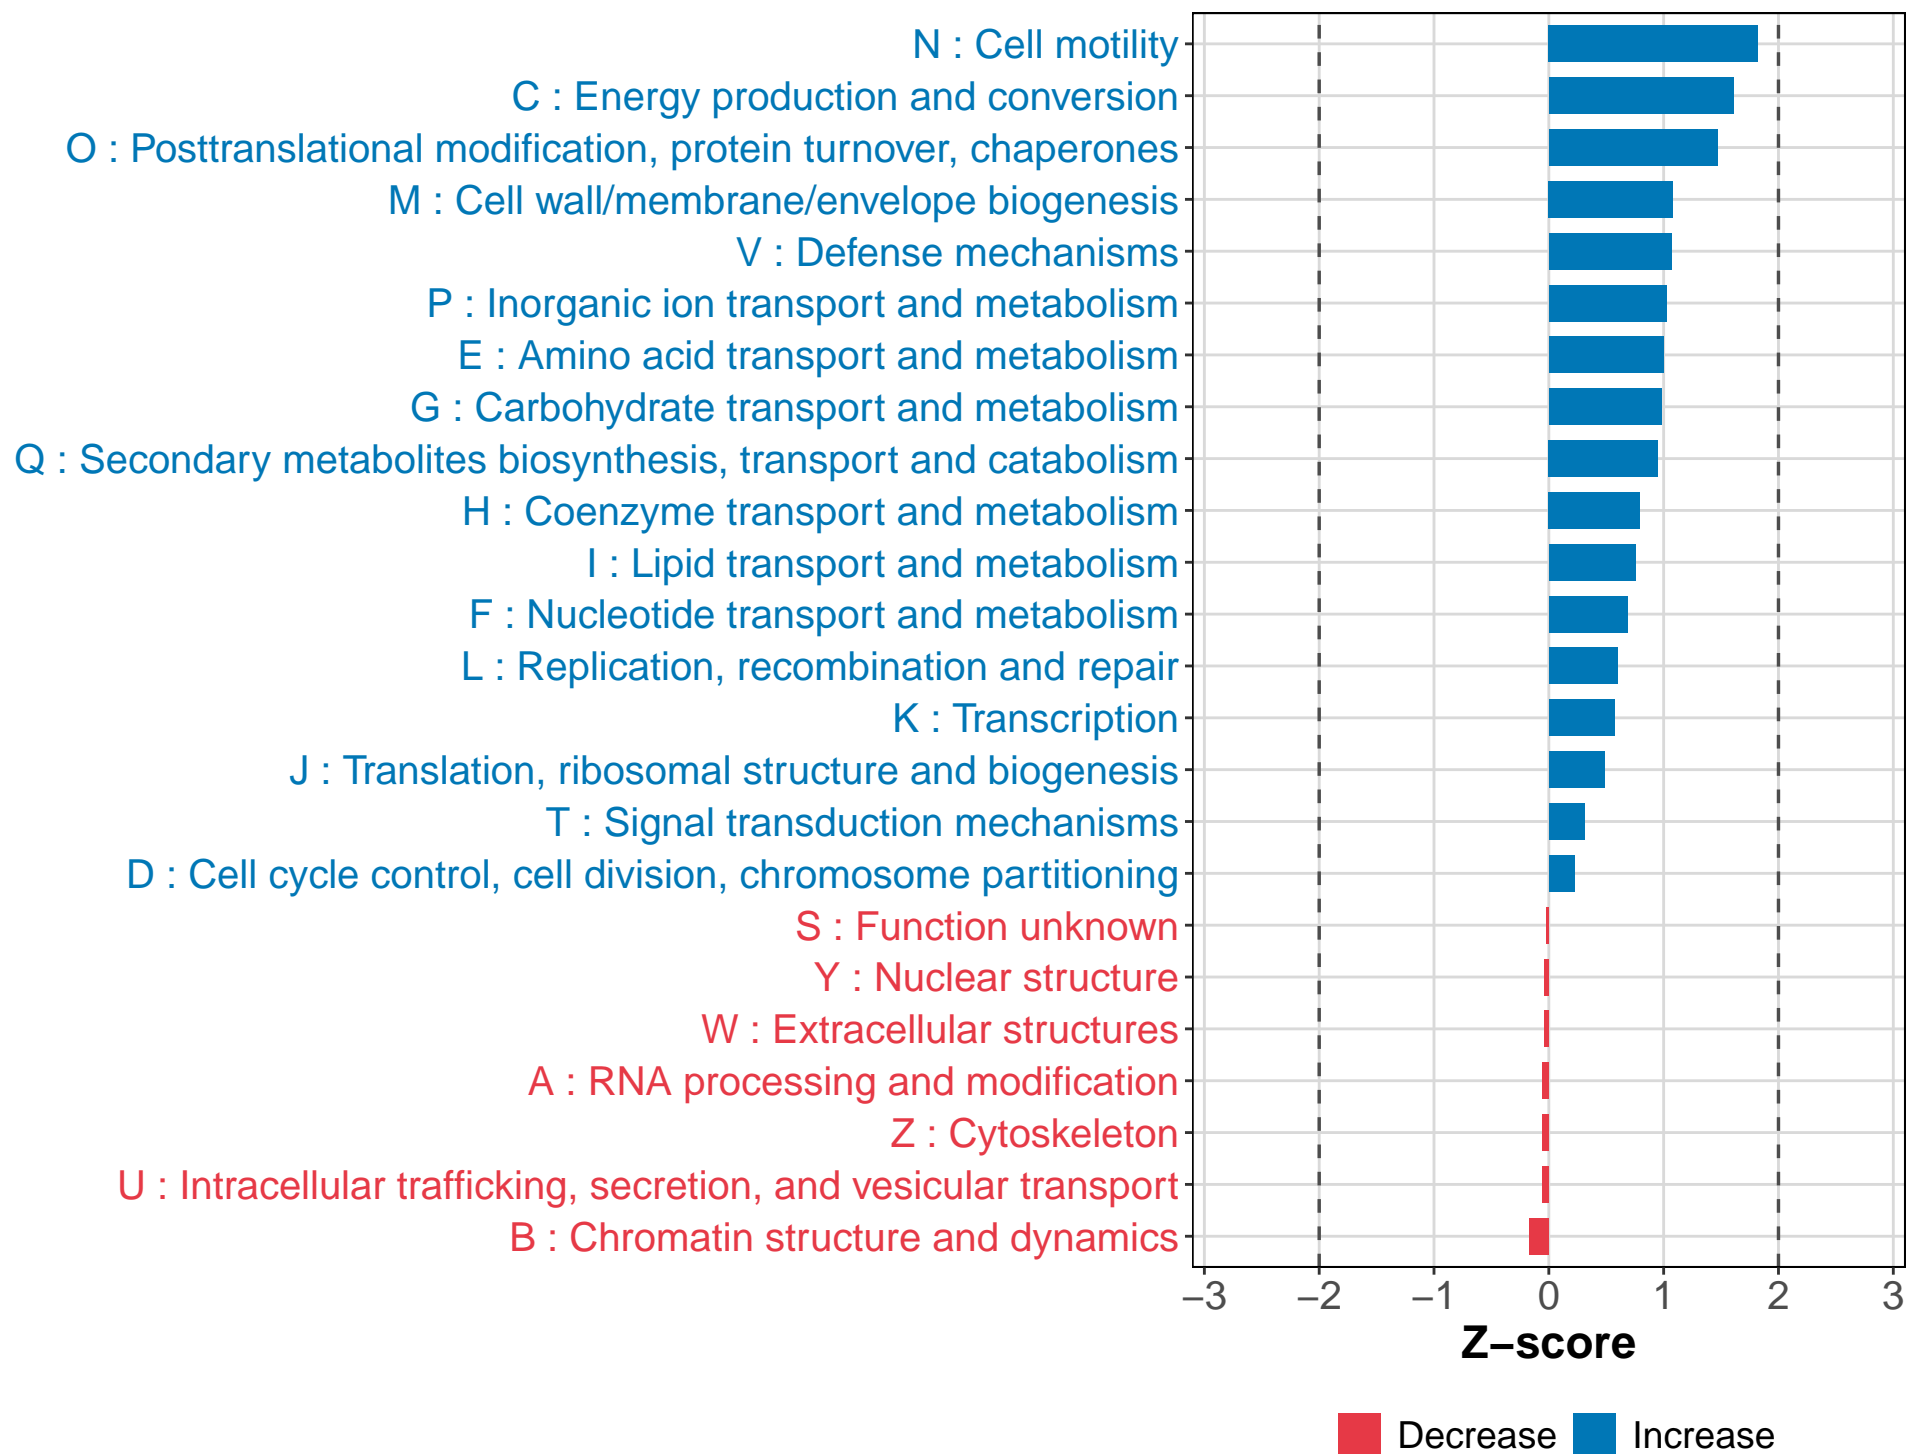 N : Cell motility
C : Energy production and conversion
O : Posttranslational modification, protein turnover, chaperones
M : Cell wall/membrane/envelope biogenesis
V : Defense mechanisms
P : Inorganic ion transport and metabolism
E : Amino acid transport and metabolism
G : Carbohydrate transport and metabolism
Q : Secondary metabolites biosynthesis, transport and catabolism
H : Coenzyme transport and metabolism
I : Lipid transport and metabolism
F : Nucleotide transport and metabolism
L : Replication, recombination and repair
K : Transcription
J : Translation, ribosomal structure and biogenesis
T : Signal transduction mechanisms
D : Cell cycle control, cell division, chromosome partitioning
S : Function unknown
Y : Nuclear structure
W : Extracellular structures
A : RNA processing and modification
Z : Cytoskeleton
U : Intracellular trafficking, secretion, and vesicular transport
B : Chromatin structure and dynamics
−3 −2 −1 0 1 2 3
Z−score
Decrease Increase